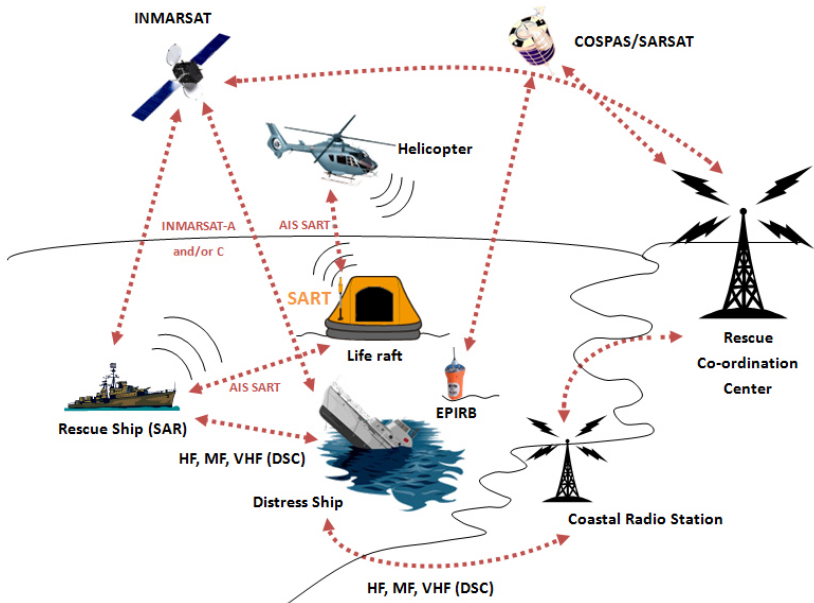 INMARSAT
COSPAS/SARSAT
Helicopter
INMARSAT-A
and/or C
AIS SART
SART
Life raft
Rescue
Co-ordination
Center
AIS SART
EPIRB
Rescue Ship (SAR)
HF, MF, VHF (DSC)
Distress Ship
Coastal Radio Station
HF, MF, VHF (DSC)